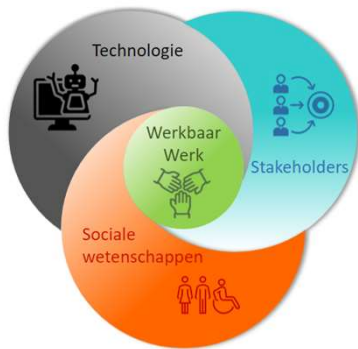 Technologie
Werkbaar
Werk
Stakeholders
Sociale
wetenschappen